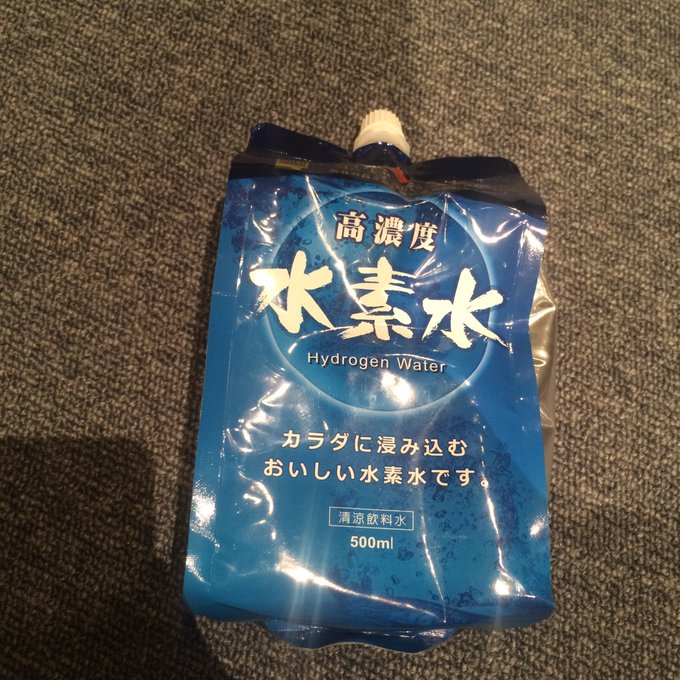 高濃度
水素水
Hydrogen Water
カラダに浸み込む
おいしい水素水です。
清涼飲料水
500ml